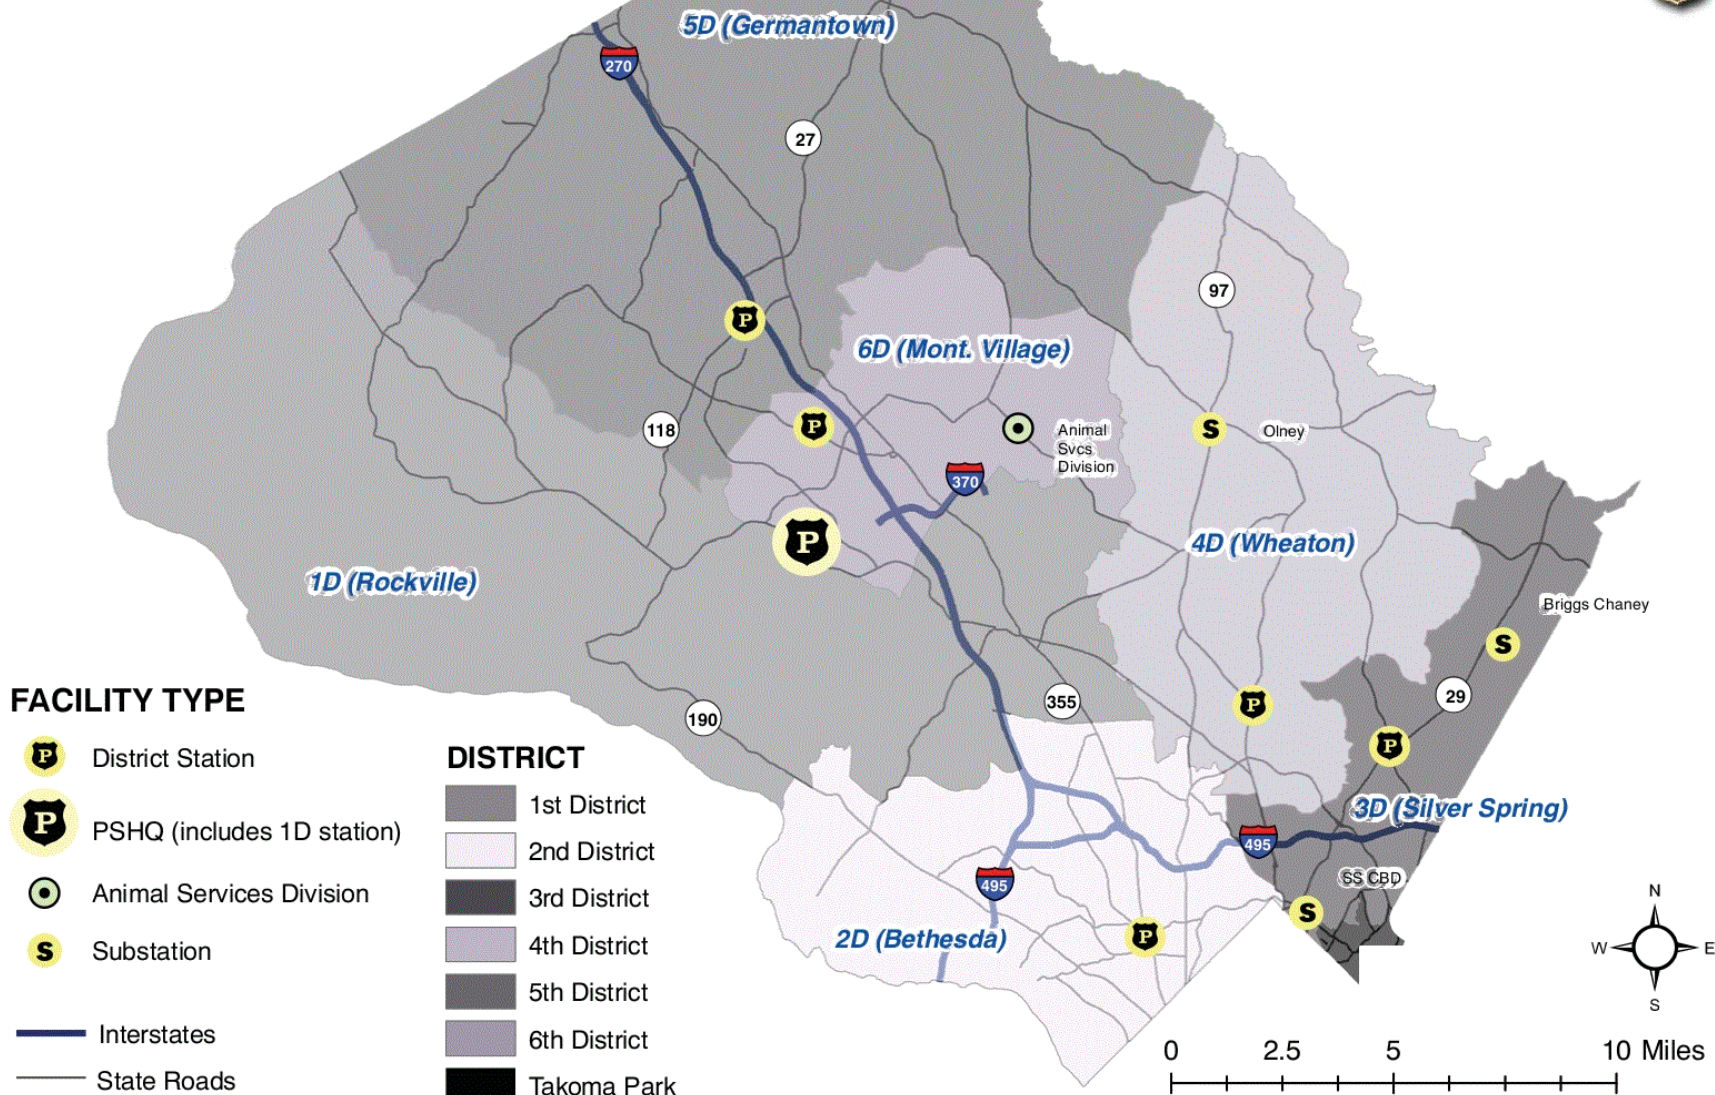 5D (Germantown)
270
27
97
P
6D (Mont. Village)
118
P
Animal
Svcs
Division
S
Olney
370
P
4D (Wheaton)
1D (Rockville)
Briggs Chaney
S
190
355
P
29
P
3D (Silver Spring)
495
495
SS CBD
S
2D (Bethesda)
P
FACILITY TYPE
P
District Station
P
PSHQ (includes 1D station)
Animal Services Division
S
Substation
Interstates
State Roads
DISTRICT
1st District
2nd District
3rd District
4th District
5th District
6th District
Takoma Park
N
W
E
S
0 2.5 5 10 Miles